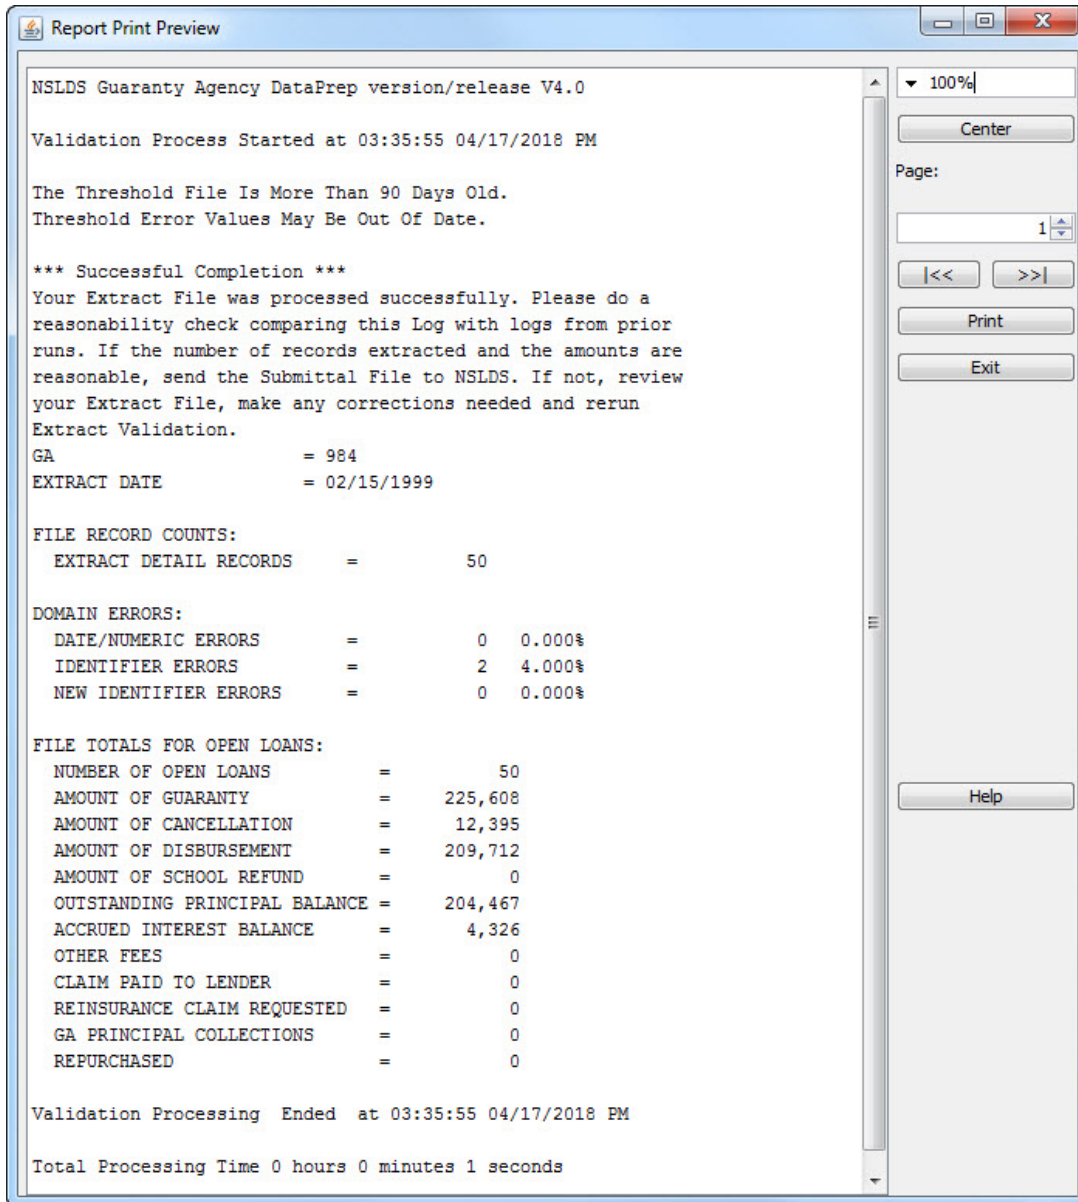 Report Print Preview
NSLDS Guaranty Agency DataPrep version/release V4.0
Validation Process Started at 03:35:55 04/17/2018 PM
The Threshold File Is More Than 90 Days Old.
Threshold Error Values May Be Out Of Date.
*** Successful Completion ***
Your Extract File was processed successfully. Please do a
reasonability check comparing this Log with logs from prior
runs. If the number of records extracted and the amounts are
reasonable, send the Submittal File to NSLDS. If not, review
your Extract File, make any corrections needed and rerun
Extract Validation.
GA = 984
EXTRACT DATE = 02/15/1999
FILE RECORD COUNTS:
EXTRACT DETAIL RECORDS = 50
DOMAIN ERRORS:
DATE/NUMERIC ERRORS = 0 0.000%
IDENTIFIER ERRORS = 2 4.000%
NEW IDENTIFIER ERRORS = 0 0.000%
FILE TOTALS FOR OPEN LOANS:
NUMBER OF OPEN LOANS = 50
AMOUNT OF GUARANTY = 225,608
AMOUNT OF CANCELLATION = 12,395
AMOUNT OF DISBURSEMENT = 209,712
AMOUNT OF SCHOOL REFUND = 0
OUTSTANDING PRINCIPAL BALANCE = 204,467
ACCRUED INTEREST BALANCE = 4,326
OTHER FEES = 0
CLAIM PAID TO LENDER = 0
REINSURANCE CLAIM REQUESTED = 0
GA PRINCIPAL COLLECTIONS = 0
REPURCHASED = 0
Validation Processing Ended at 03:35:55 04/17/2018 PM
Total Processing Time 0 hours 0 minutes 1 seconds
100%
Center
Page:
1
|<< >>|
Print
Exit
Help